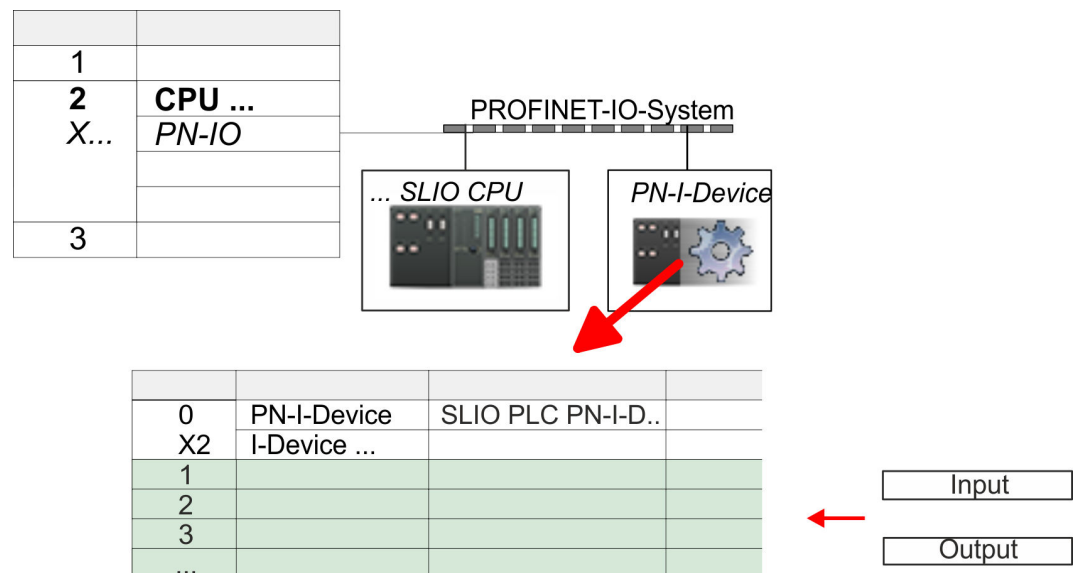 1
2 CPU ...
X... PN-IO
3
PROFINET-IO-System
... SLIO CPU
PN-I-Device
0 PN-I-Device SLIO PLC PN-I-D..
X2 I-Device ...
1
2
3
...
Input
Output